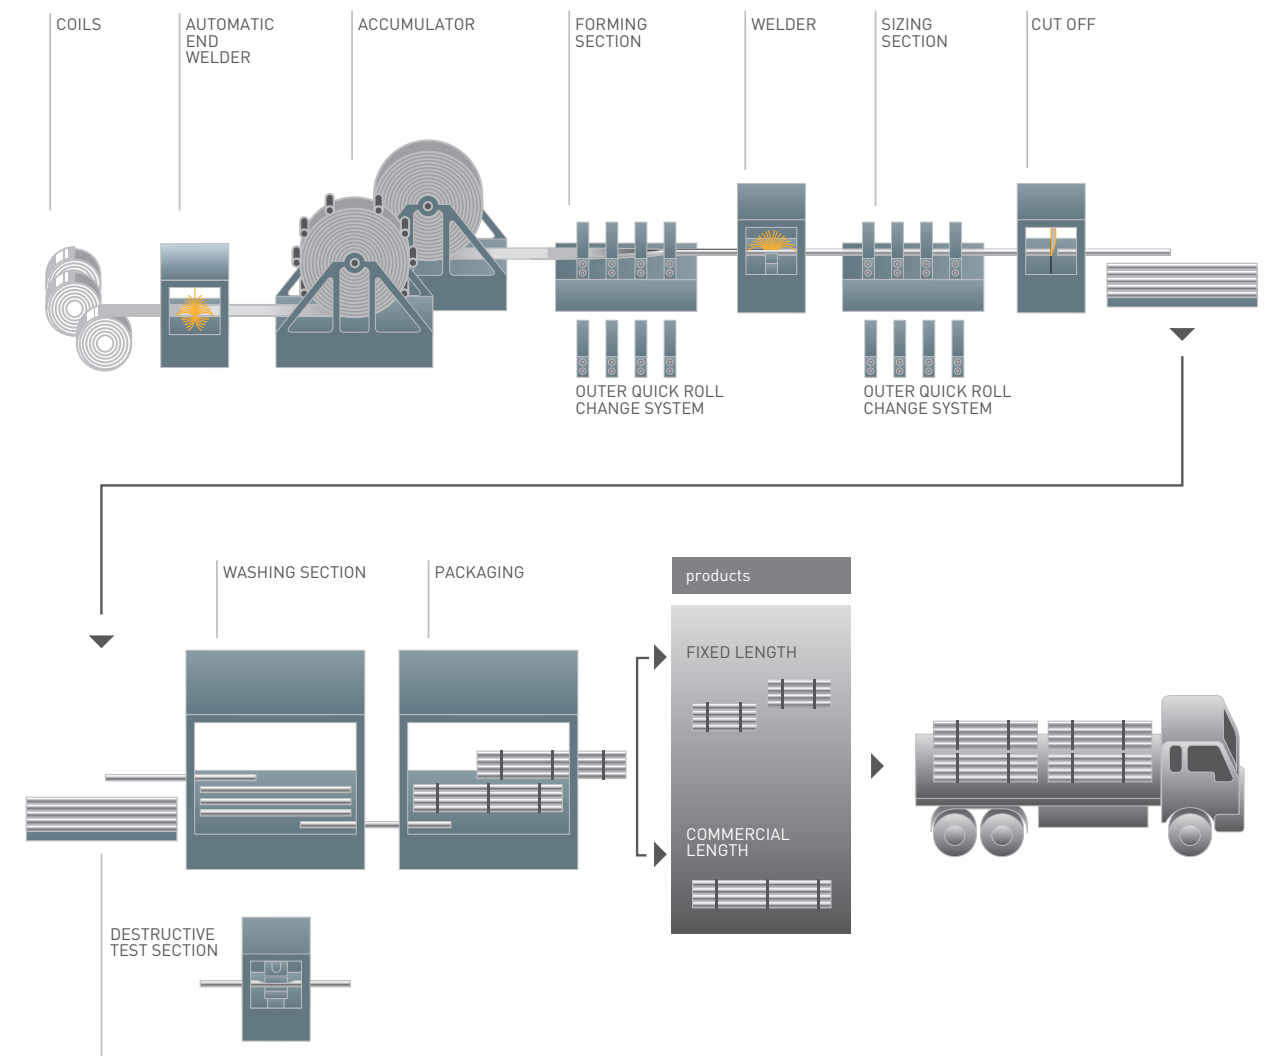 COILS
AUTOMATIC
END
WELDER
ACCUMULATOR
FORMING
SECTION
WELDER
SIZING
SECTION
CUT OFF
OUTER QUICK ROLL
CHANGE SYSTEM
OUTER QUICK ROLL
CHANGE SYSTEM
WASHING SECTION
PACKAGING
products
FIXED LENGTH
COMMERCIAL
LENGTH
DESTRUCTIVE
TEST SECTION